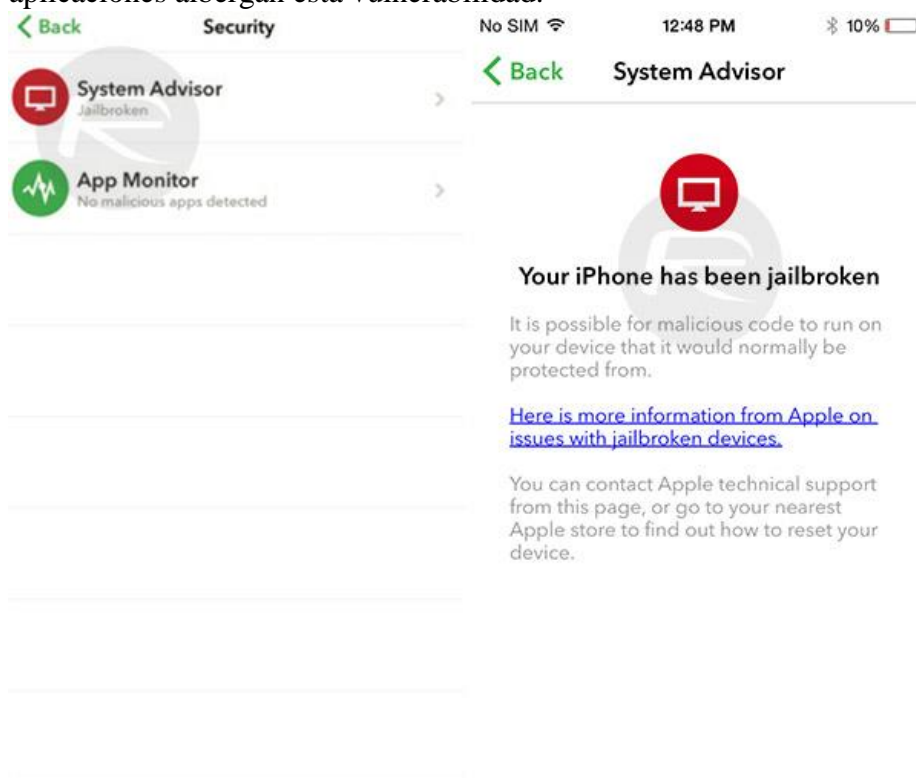 aplicaciones albergan esta vulnerabilidad.
Back
Security
System Advisor
Jailbroken
App Monitor
No malicious apps detected
No SIM
12:48 PM
10%
Back
System Advisor
Your iPhone has been jailbroken
It is possible for malicious code to run on
your device that it would normally be
protected from.
Here is more information from Apple on
issues with jailbroken devices.
You can contact Apple technical support
from this page, or go to your nearest
Apple store to find out how to reset your
device.